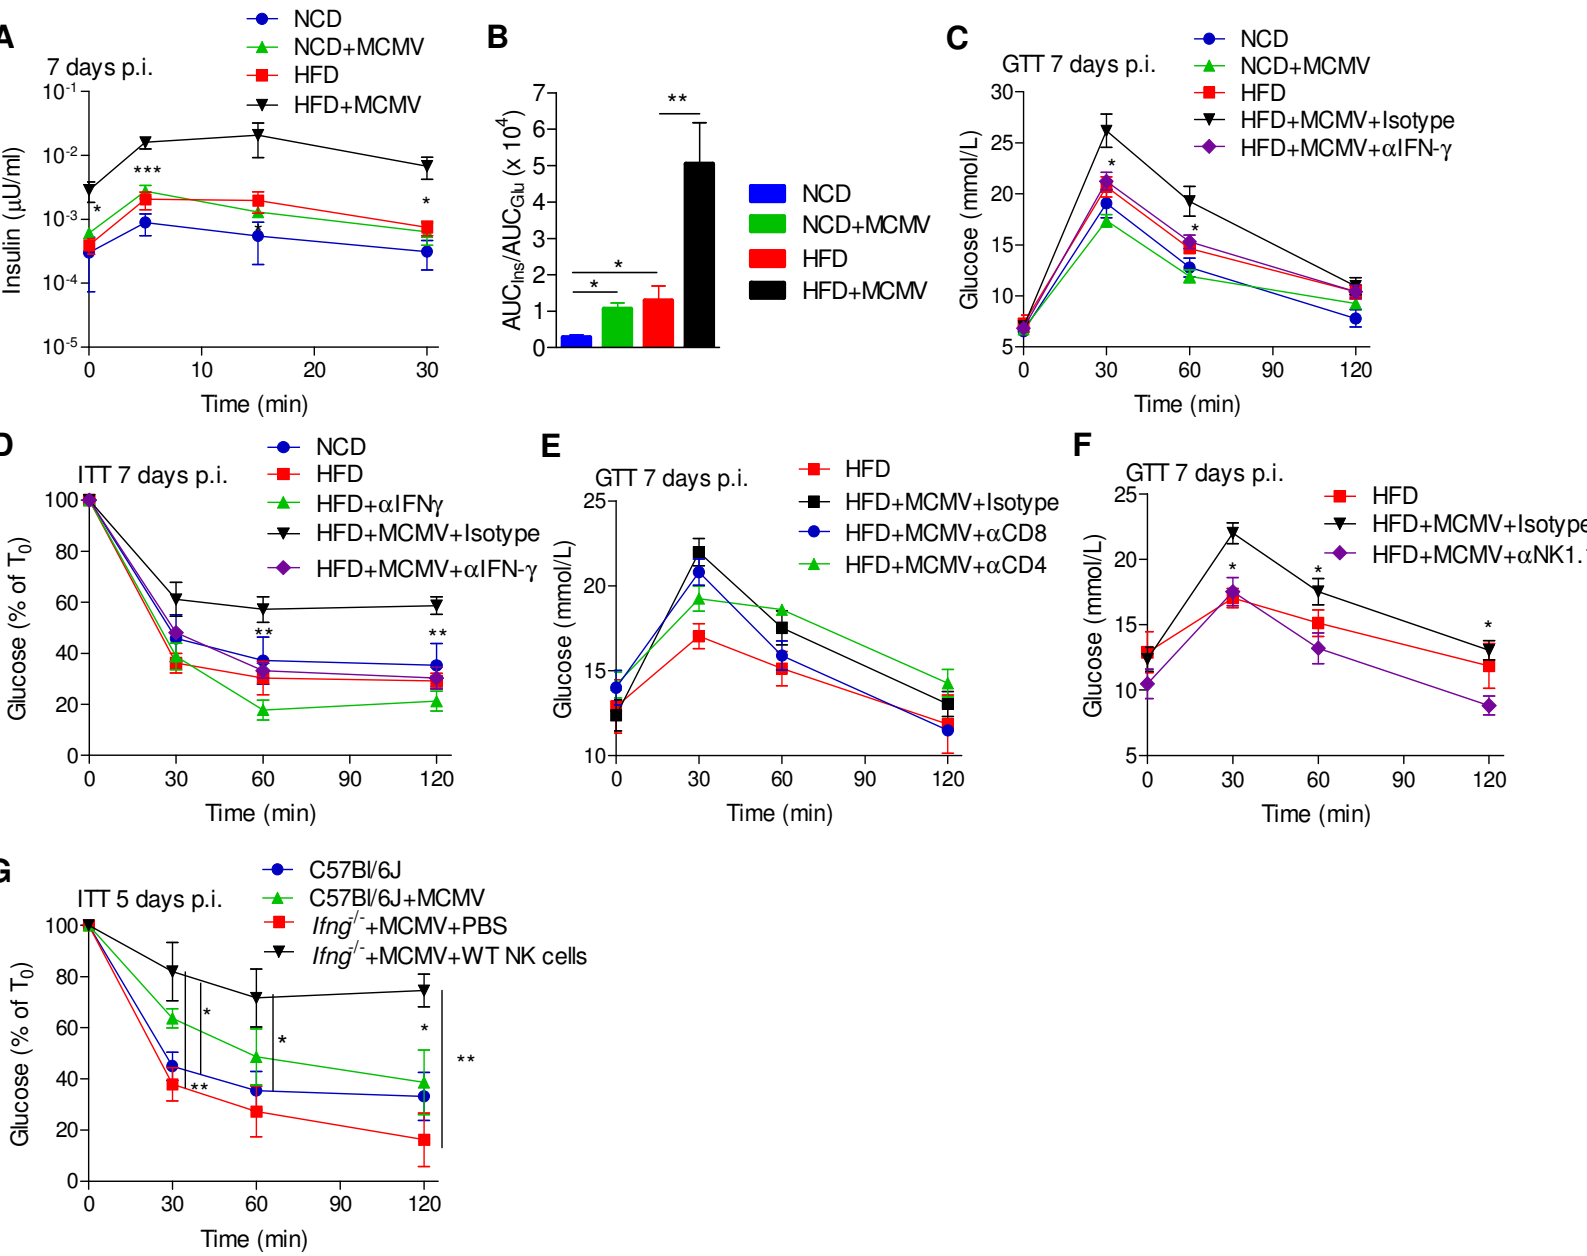 A
7 days p.i.
NCD
NCD+MCMV
HFD
HFD+MCMV
Insulin (μU/ml)
10-1
10-2
10-3
10-4
10-5
*
***
*
*
0 10 20 30
Time (min)
B
AUCIns/AUCGlu (x 10^4)
7
6
5
4
3
2
1
0
*
*
**
NCD
NCD+MCMV
HFD
HFD+MCMV
C
GTT 7 days p.i.
NCD
NCD+MCMV
HFD
HFD+MCMV+Isotype
HFD+MCMV+αIFN-γ
Glucose (mmol/L)
30
25
20
15
10
5
*
*
0 30 60 90 120
Time (min)
D
ITT 7 days p.i.
NCD
HFD
HFD+αIFNγ
HFD+MCMV+Isotype
HFD+MCMV+αIFN-γ
Glucose (% of T0)
100
80
60
40
20
0
**
**
0 30 60 90 120
Time (min)
E
GTT 7 days p.i.
HFD
HFD+MCMV+Isotype
HFD+MCMV+αCD8
HFD+MCMV+αCD4
Glucose (mmol/L)
25
20
15
10
0 30 60 90 120
Time (min)
F
GTT 7 days p.i.
HFD
HFD+MCMV+Isotype
HFD+MCMV+αNK1.1
Glucose (mmol/L)
25
20
15
10
5
*
*
*
0 30 60 90 120
Time (min)
G
ITT 5 days p.i.
C57Bl/6J
C57Bl/6J+MCMV
Ifng-/-+MCMV+PBS
Ifng-/-+MCMV+WT NK cells
Glucose (% of T0)
100
80
60
40
20
0
*
**
*
*
**
0 30 60 90 120
Time (min)